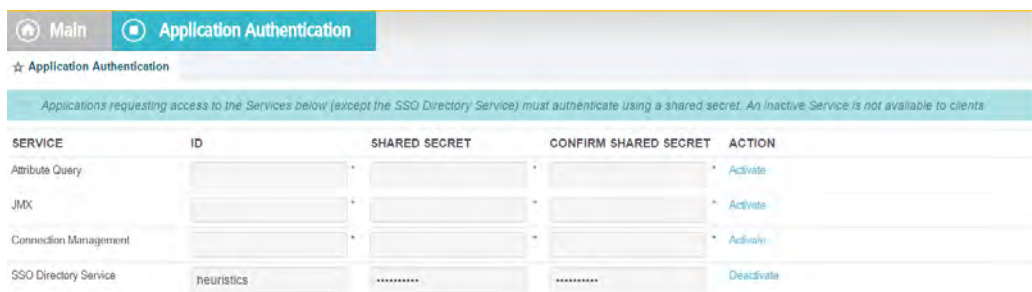 Main Application Authentication
☆ Application Authentication
Applications requesting access to the Services below (except the SSO Directory Service) must authenticate using a shared secret. An inactive Service is not available to clients
SERVICE ID SHARED SECRET CONFIRM SHARED SECRET ACTION
Attribute Query * * * Activate
JMX * * * Activate
Connection Management * * * Activate
SSO Directory Service heuristics •••••••••• •••••••••• Deactivate